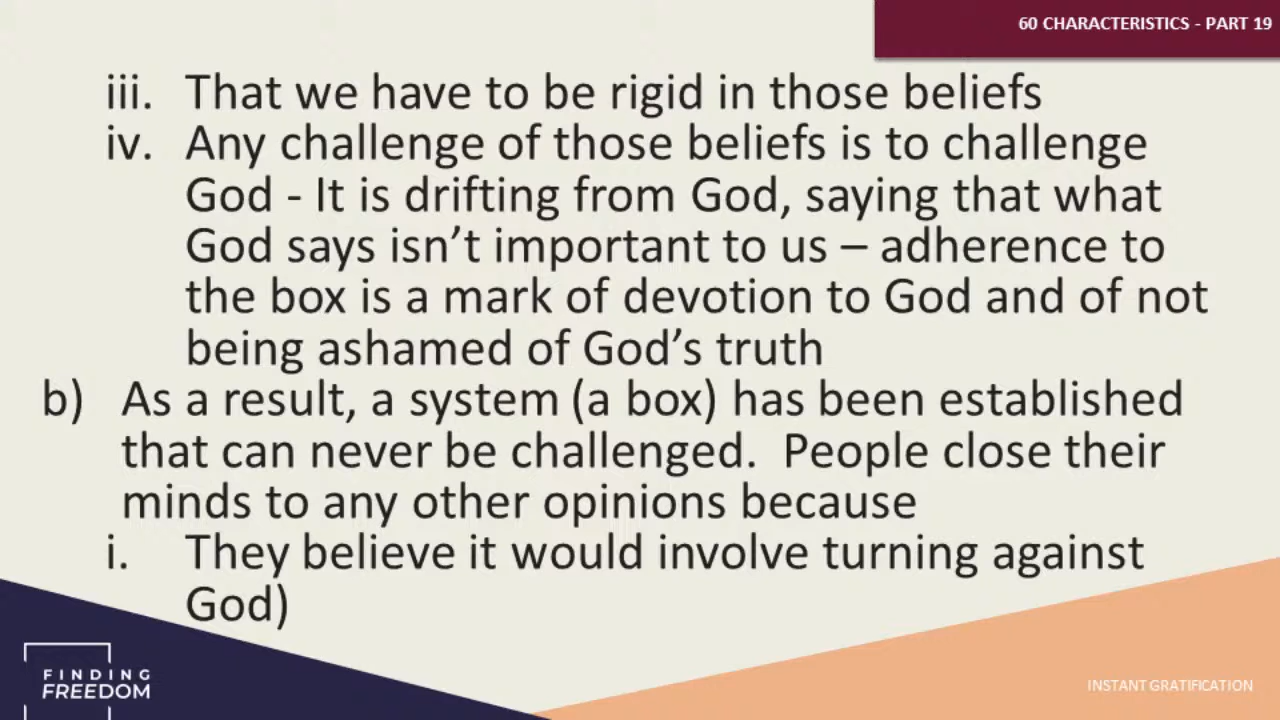 60 CHARACTERISTICS - PART 19
iii. That we have to be rigid in those beliefs
iv. Any challenge of those beliefs is to challenge
God - It is drifting from God, saying that what
God says isn’t important to us – adherence to
the box is a mark of devotion to God and of not
being ashamed of God’s truth
b) As a result, a system (a box) has been established
that can never be challenged.  People close their
minds to any other opinions because
i. They believe it would involve turning against
God)
FINDING
FREEDOM
INSTANT GRATIFICATION